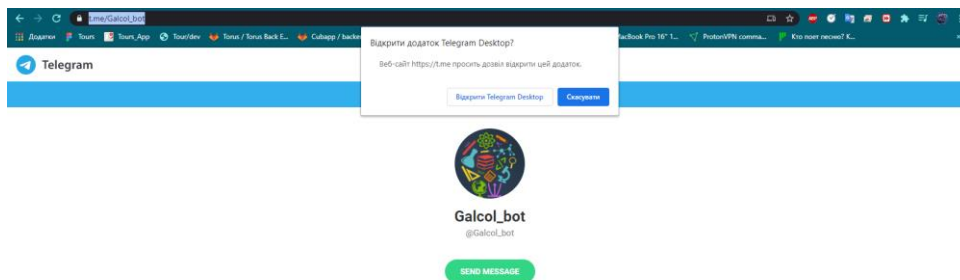 t.me/Galcol_bot
Додатки Tours Tours_App Tour/dev Torus / Torus Back E... Cubapp / backe MacBook Pro 16" 1... ProtonVPN comma... Кто поет песню? К...
Telegram
Відкрити додаток Telegram Desktop?
Веб-сайт https://t.me просить дозвіл відкрити цей додаток.
Відкрити Telegram Desktop Скасувати
Galcol_bot
@Galcol_bot
SEND MESSAGE